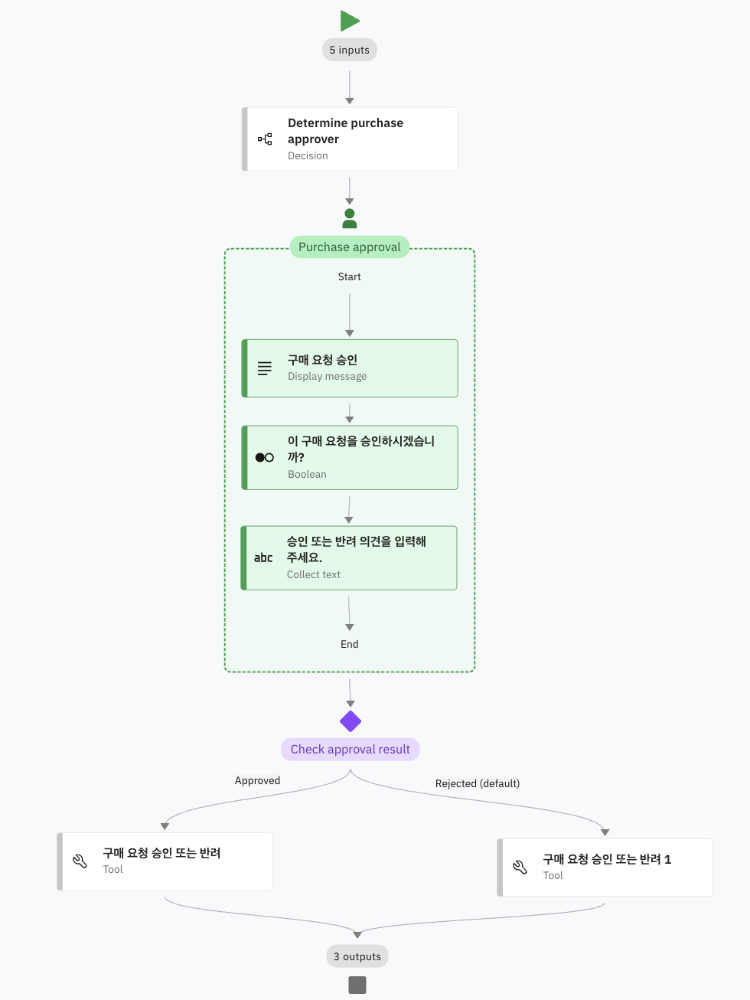 5 inputs
Determine purchase
approver
Decision
Purchase approval
Start
구매 요청 승인
Display message
이 구매 요청을 승인하시겠습니
까?
Boolean
abc
승인 또는 반려 의견을 입력해
주세요.
Collect text
End
Check approval result
Approved
Rejected (default)
구매 요청 승인 또는 반려
Tool
구매 요청 승인 또는 반려 1
Tool
3 outputs